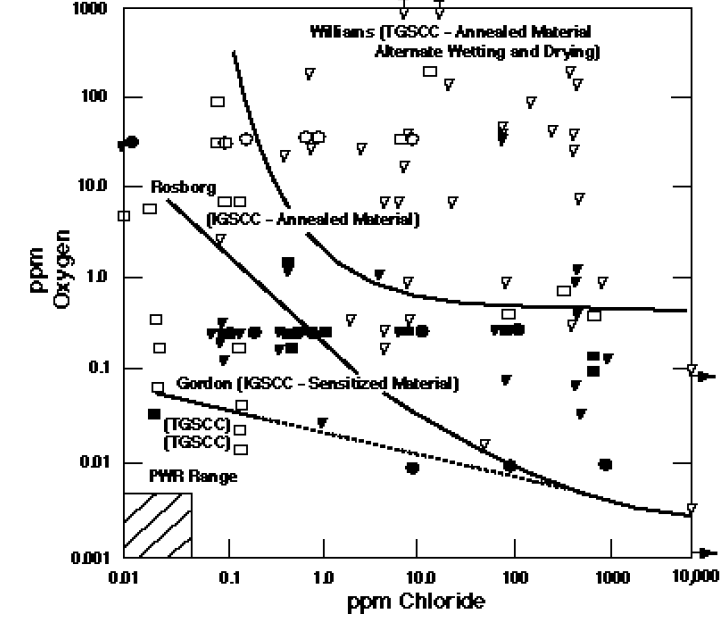 1000
Williams (TGSCC - Annealed Material
Alternate Wetting and Drying)
100
10.0
Rosborg
(IGSCC - Annealed Material)
ppm
Oxygen
1.0
0.1
Gordon (IGSCC - Sensitized Material)
(TGSCC)
(TGSCC)
0.01
PWR Range
0.001
0.01 0.1 1.0 10.0 100 1000 10,000
ppm Chloride